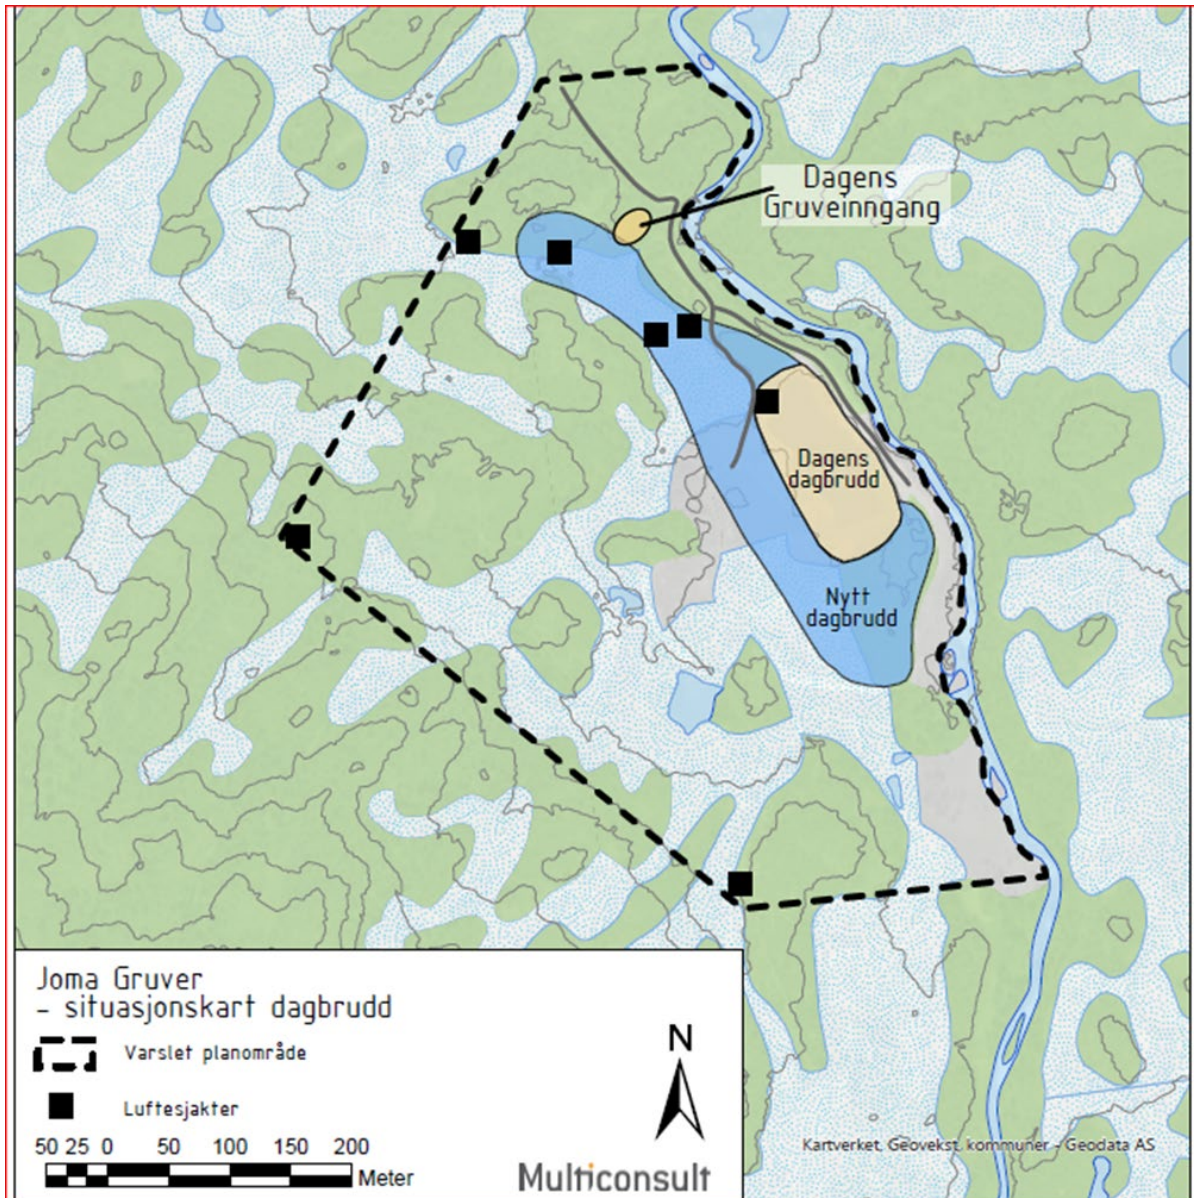 Dagens
Gruveinngang
Dagens
dagbrudd
Nytt
dagbrudd
Joma Gruver
- situasjonskart dagbrudd
Varslet planområde
Luftesjakter
50 25 0 50 100 150 200
Meter
N
Multiconsult
Kartverket, Geovekst, kommuner - Geodata AS